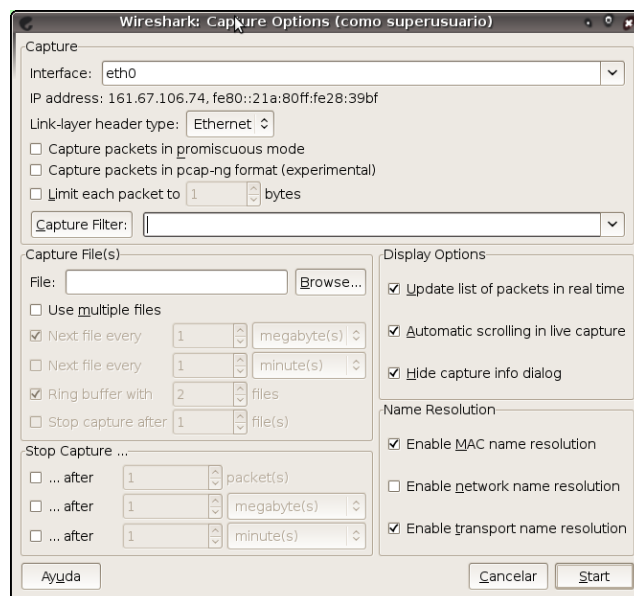 Wireshark: Capture Options (como superusuario)
Capture
Interface: eth0
IP address: 161.67.106.74, fe80::21a:80ff:fe28:39bf
Link-layer header type: Ethernet
Capture packets in promiscuous mode
Capture packets in pcap-ng format (experimental)
Limit each packet to 1 bytes
Capture Filter:
Capture File(s)
File: Browse...
Use multiple files
Next file every 1 megabyte(s)
Next file every 1 minute(s)
Ring buffer with 2 files
Stop capture after 1 file(s)
Stop Capture ...
... after 1 packet(s)
... after 1 megabyte(s)
... after 1 minute(s)
Display Options
Update list of packets in real time
Automatic scrolling in live capture
Hide capture info dialog
Name Resolution
Enable MAC name resolution
Enable network name resolution
Enable transport name resolution
Ayuda Cancelar Start